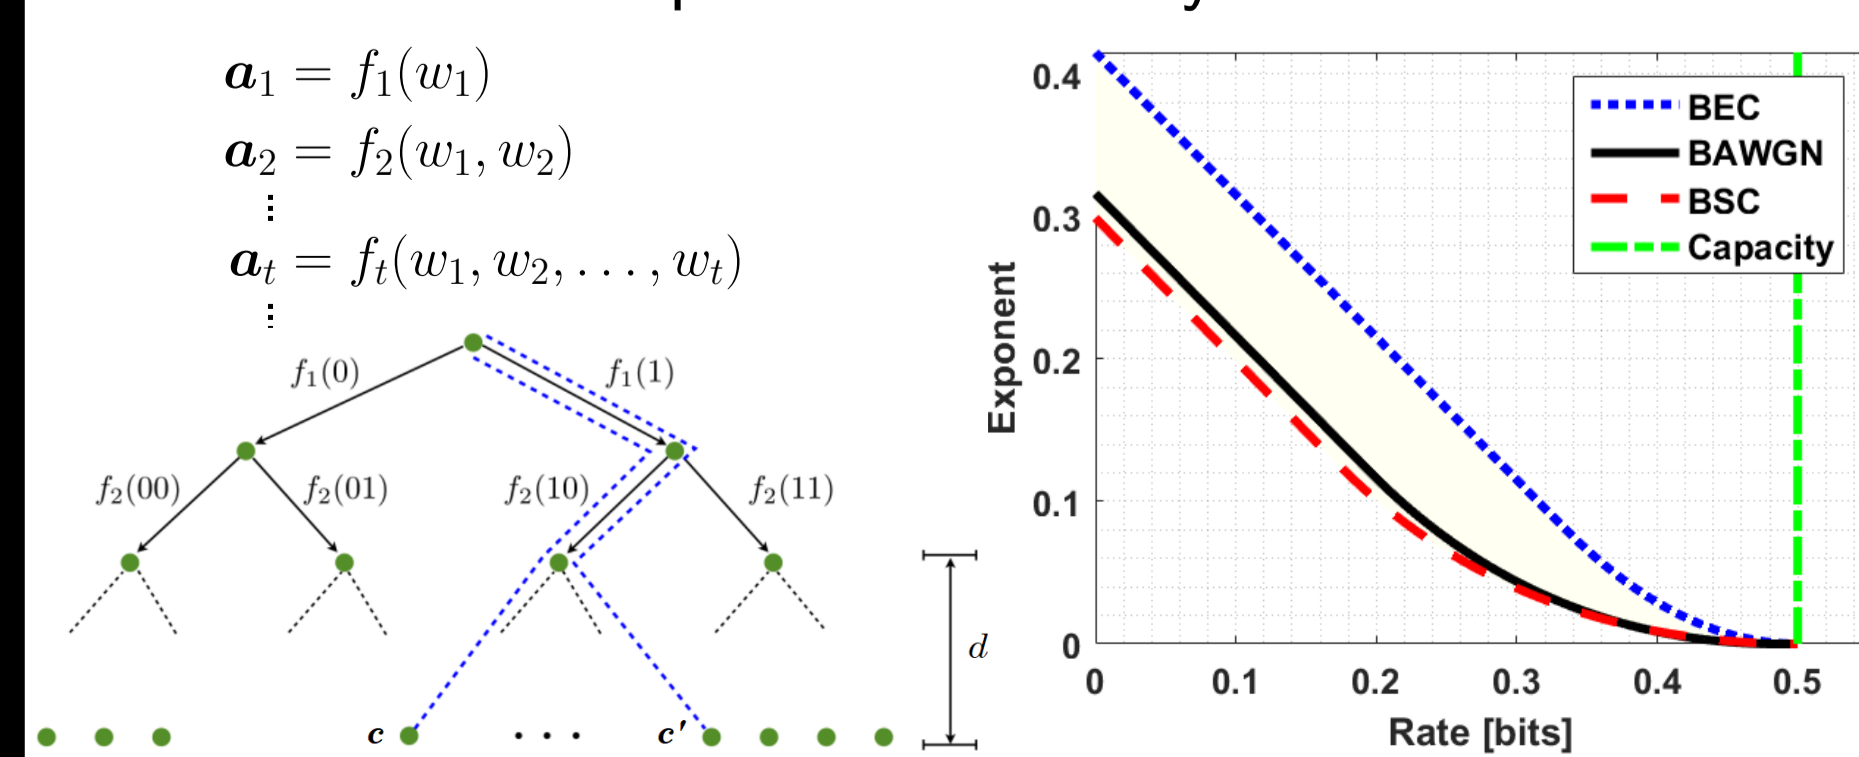 a₁ = f₁(w₁)
a₂ = f₂(w₁, w₂)
⋮
aₜ = fₜ(w₁, w₂, . . . , wₜ)
⋮
f₁(0)
f₁(1)
f₂(00)
f₂(01)
f₂(10)
f₂(11)
d
c
· · ·
c′
Exponent
0.4
0.3
0.2
0.1
0
BEC
BAWGN
BSC
Capacity
0 0.1 0.2 0.3 0.4 0.5
Rate [bits]